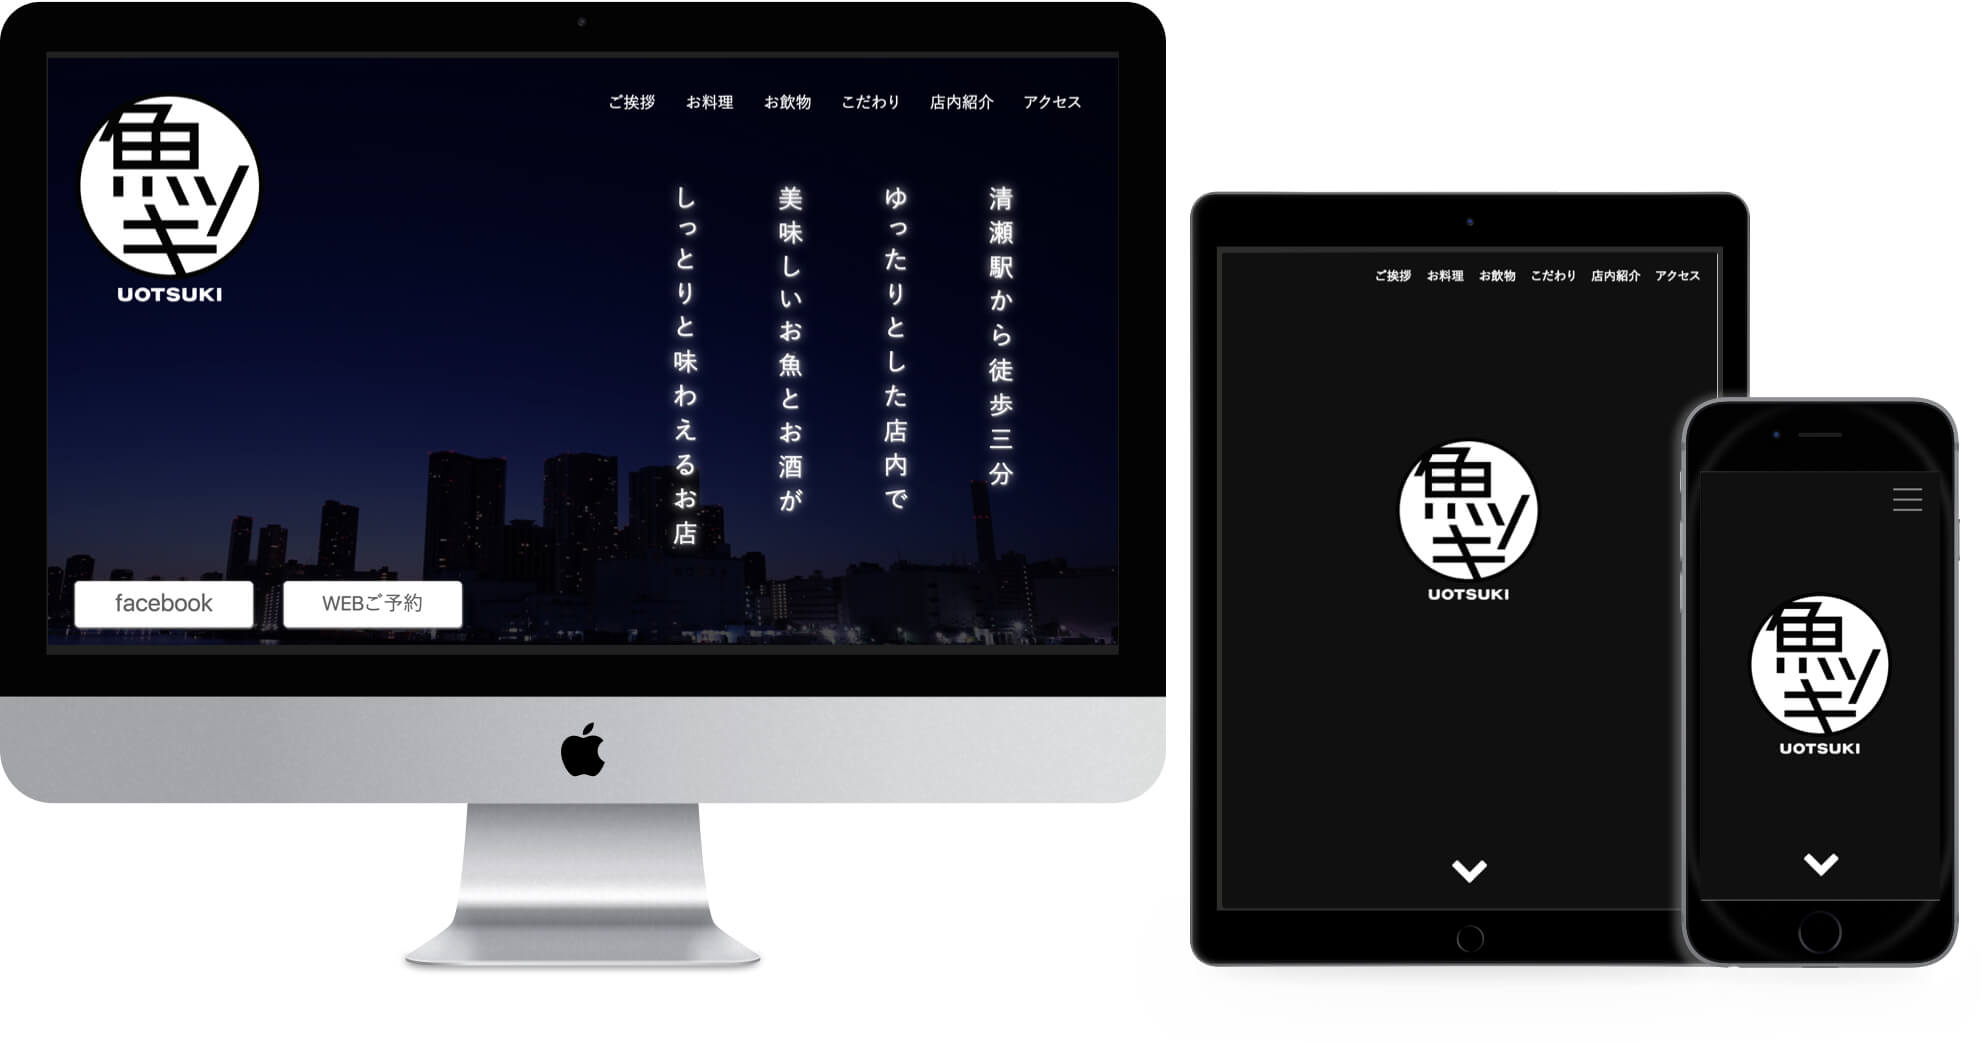 魚ツキ
UOTSUKI
ご挨拶 お料理 お飲物 こだわり 店内紹介 アクセス
清瀬駅から徒歩三分
ゆったりとした店内で
美味しいお魚とお酒が
しっとりと味わえるお店
facebook
WEBご予約
ご挨拶 お料理 お飲物 こだわり 店内紹介 アクセス
魚ツキ
UOTSUKI
魚ツキ
UOTSUKI